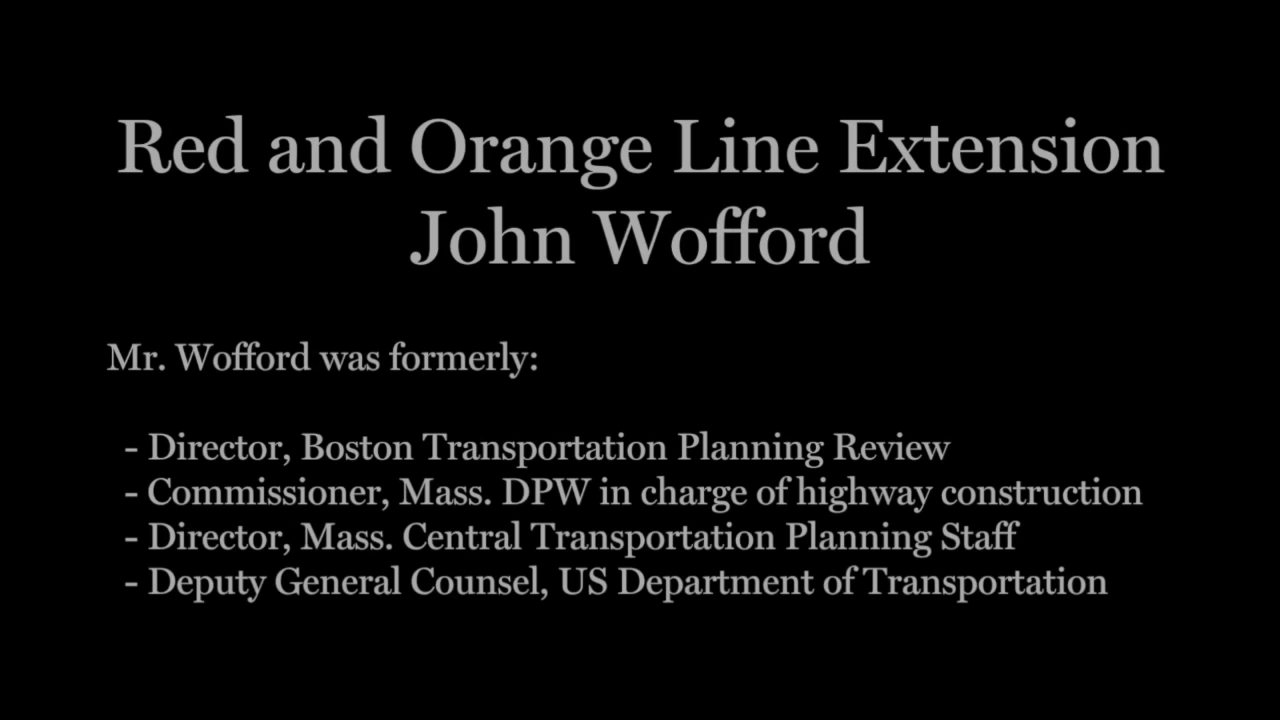 Red and Orange Line Extension
John Wofford
Mr. Wofford was formerly:
- Director, Boston Transportation Planning Review
- Commissioner, Mass. DPW in charge of highway construction
- Director, Mass. Central Transportation Planning Staff
- Deputy General Counsel, US Department of Transportation